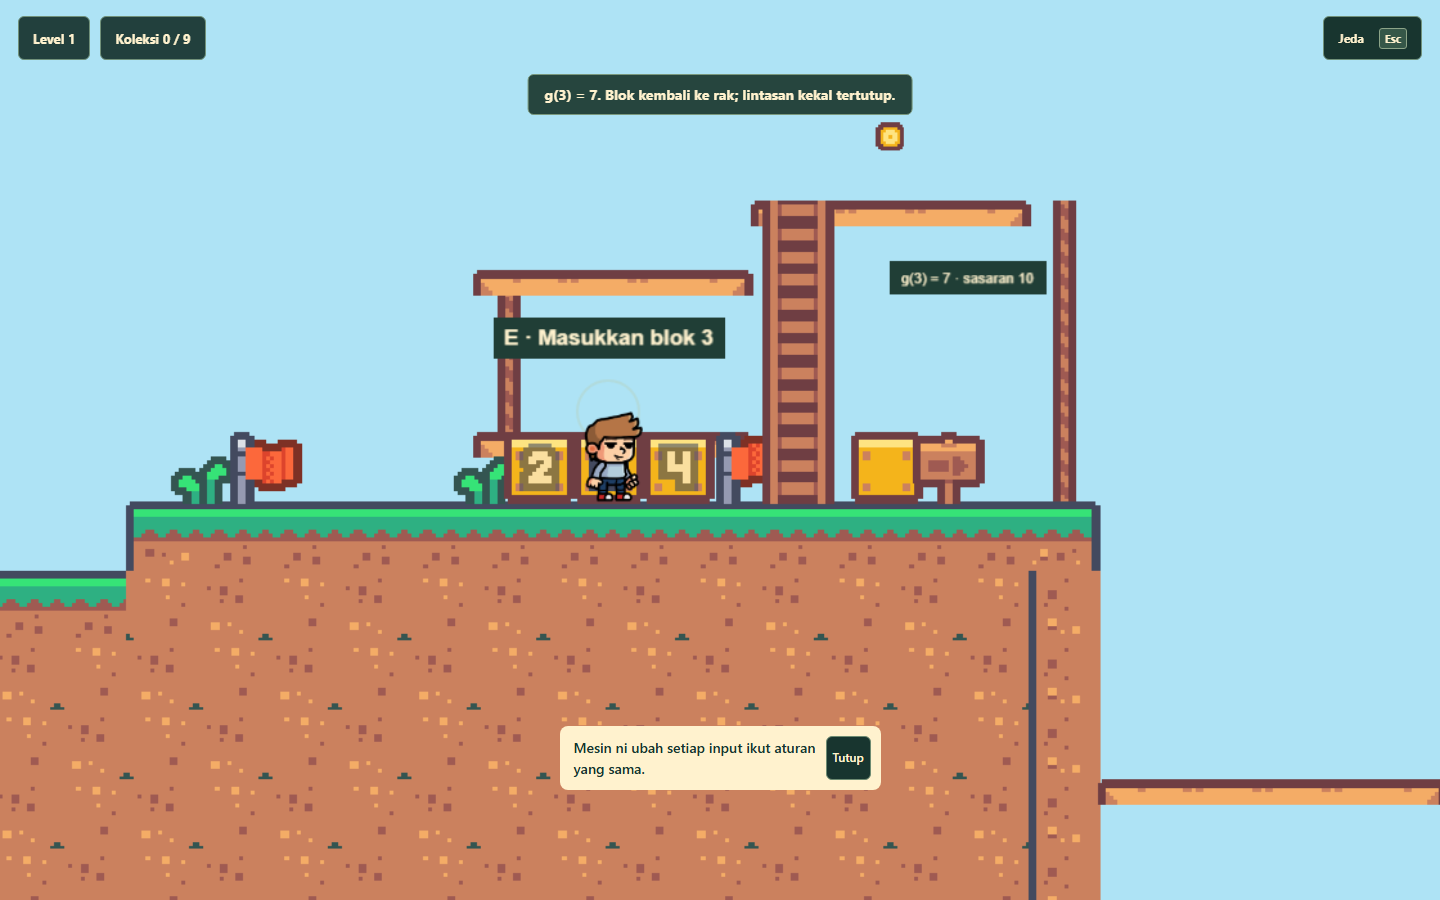 Level 1
Koleksi 0 / 9
Jeda Esc
g(3) = 7. Blok kembali ke rak; lintasan kekal tertutup.
g(3) = 7 · sasaran 10
E · Masukkan blok 3
2
4
Mesin ni ubah setiap input ikut aturan
yang sama.
Tutup